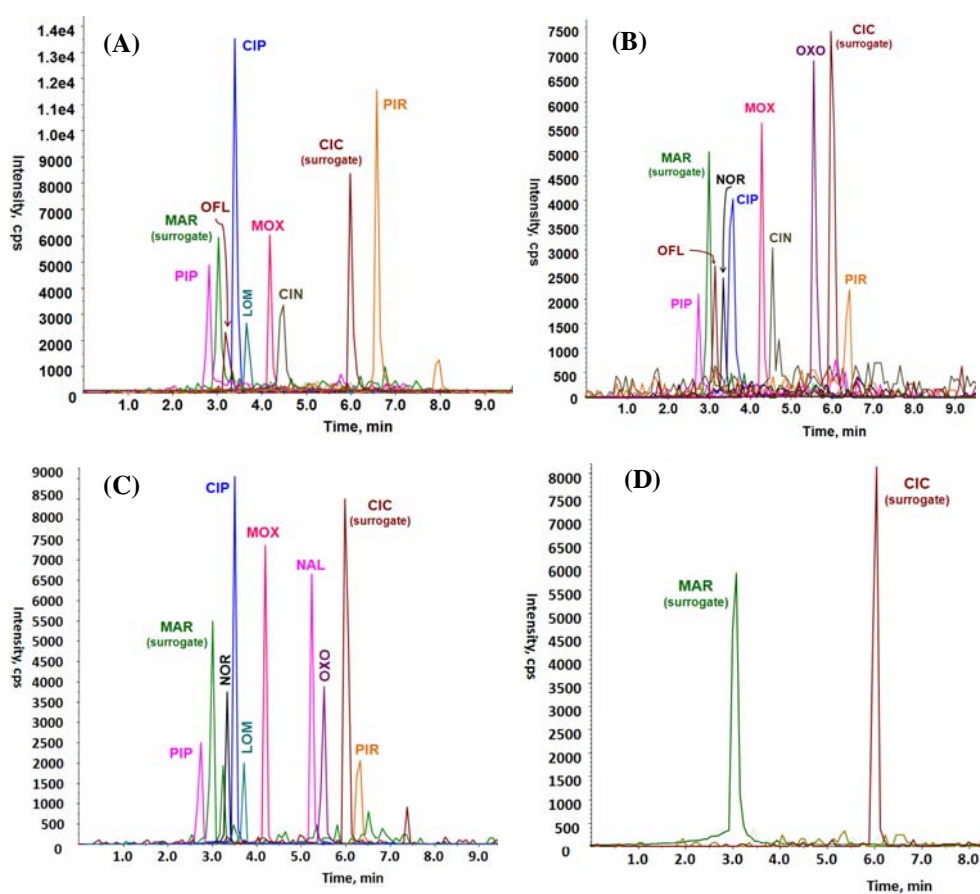 (A)
Intensity, cps
1.4e4
1.3e4
1.2e4
1.1e4
1.0e4
9000
8000
7000
6000
5000
4000
3000
2000
1000
0
CIP
PIR
CIC
(surrogate)
OFL
MAR
(surrogate)
MOX
PIP
LOM
CIN
1.0 2.0 3.0 4.0 5.0 6.0 7.0 8.0 9.0
Time, min
(B)
Intensity, cps
7500
7000
6500
6000
5500
5000
4500
4000
3500
3000
2500
2000
1500
1000
500
0
CIC
(surrogate)
OXO
MOX
MAR
(surrogate)
NOR
CIP
OFL
CIN
PIP
PIR
1.0 2.0 3.0 4.0 5.0 6.0 7.0 8.0 9.0
Time, min
(C)
Intensity, cps
9000
8500
8000
7500
7000
6500
6000
5500
5000
4500
4000
3500
3000
2500
2000
1500
1000
500
0
CIP
CIC
(surrogate)
MOX
NAL
MAR
(surrogate)
NOR
OXO
LOM
PIP
PIR
1.0 2.0 3.0 4.0 5.0 6.0 7.0 8.0 9.0
Time, min
(D)
Intensity, cps
8000
7500
7000
6500
6000
5500
5000
4500
4000
3500
3000
2500
2000
1500
1000
500
0
CIC
(surrogate)
MAR
(surrogate)
1.0 2.0 3.0 4.0 5.0 6.0 7.0 8.0
Time, min